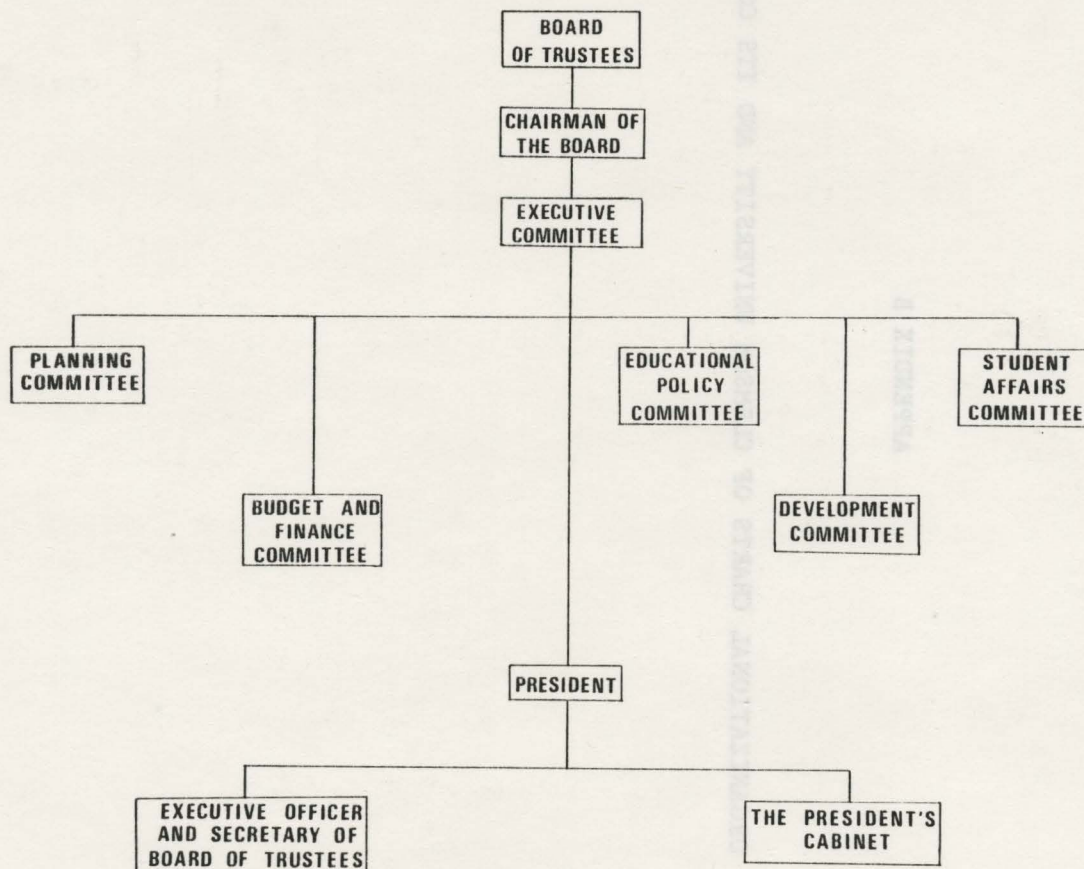 BOARD
OF TRUSTEES
CHAIRMAN OF
THE BOARD
EXECUTIVE
COMMITTEE
PLANNING
COMMITTEE
EDUCATIONAL
POLICY
COMMITTEE
STUDENT
AFFAIRS
COMMITTEE
BUDGET AND
FINANCE
COMMITTEE
DEVELOPMENT
COMMITTEE
PRESIDENT
EXECUTIVE OFFICER
AND SECRETARY OF
BOARD OF TRUSTEES
THE PRESIDENT'S
CABINET